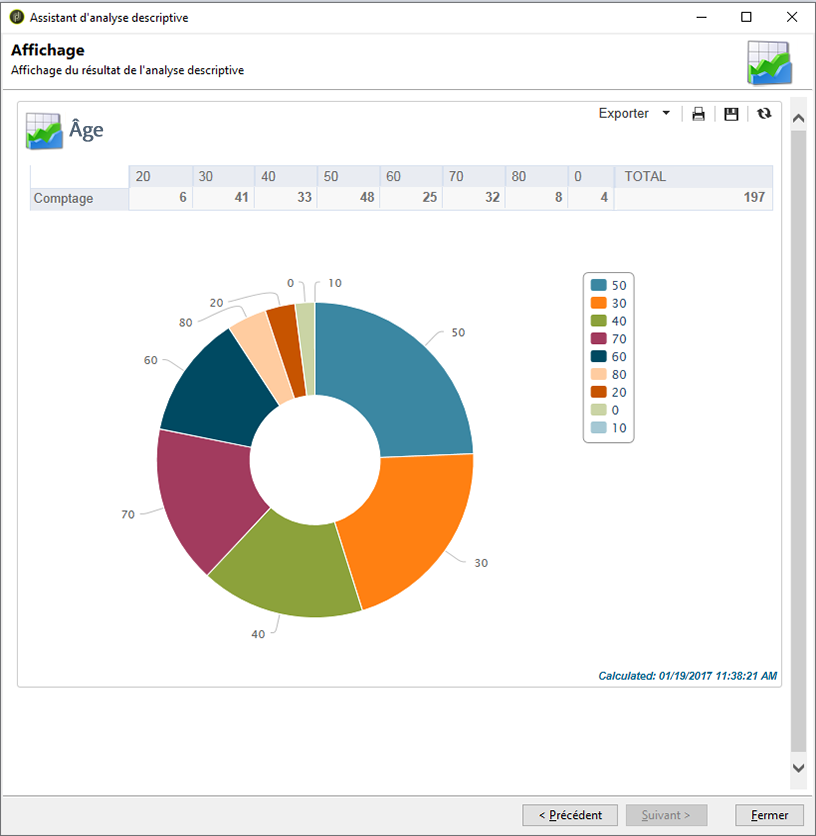 Assistant d'analyse descriptive
Affichage
Affichage du résultat de l'analyse descriptive
Exporter
Âge
20 30 40 50 60 70 80 0 TOTAL
Comptage 6 41 33 48 25 32 8 4 197
0 10
20
80
50
60
70
30
40
50
30
40
70
60
80
20
0
10
Calculated: 01/19/2017 11:38:21 AM
< Précédent Suivant > Fermer